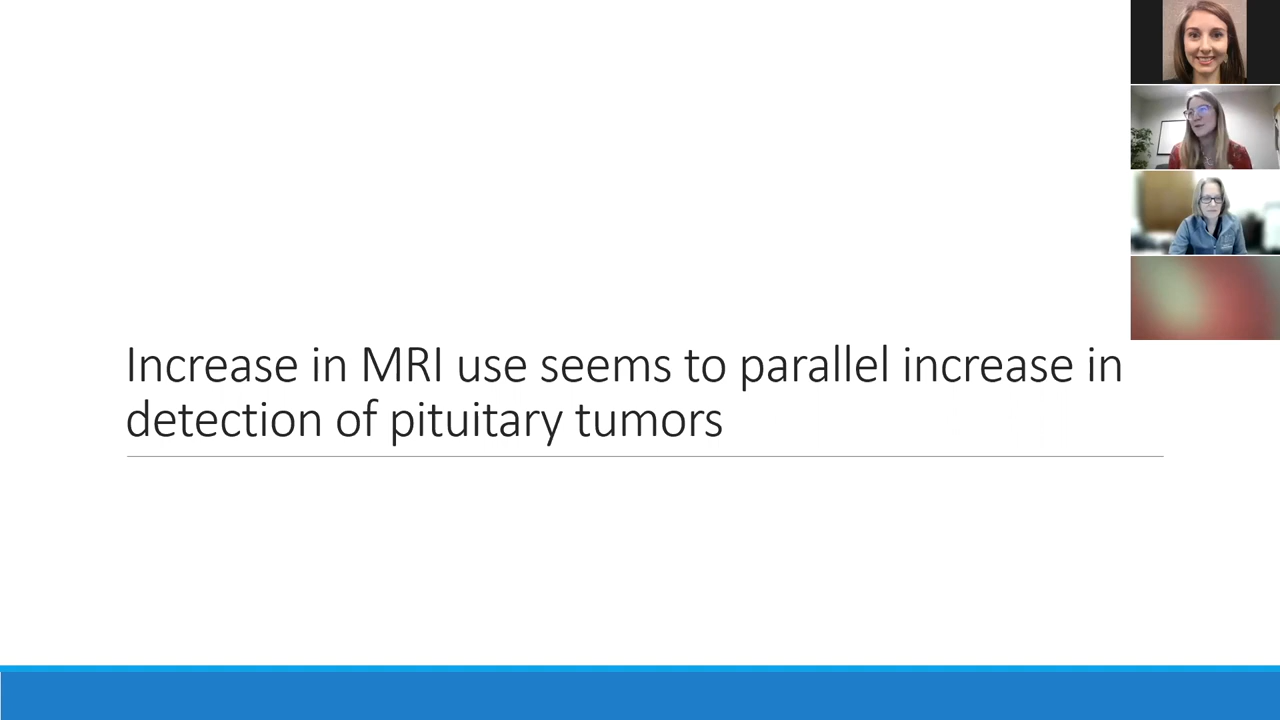 Increase in MRI use seems to parallel increase in
detection of pituitary tumors